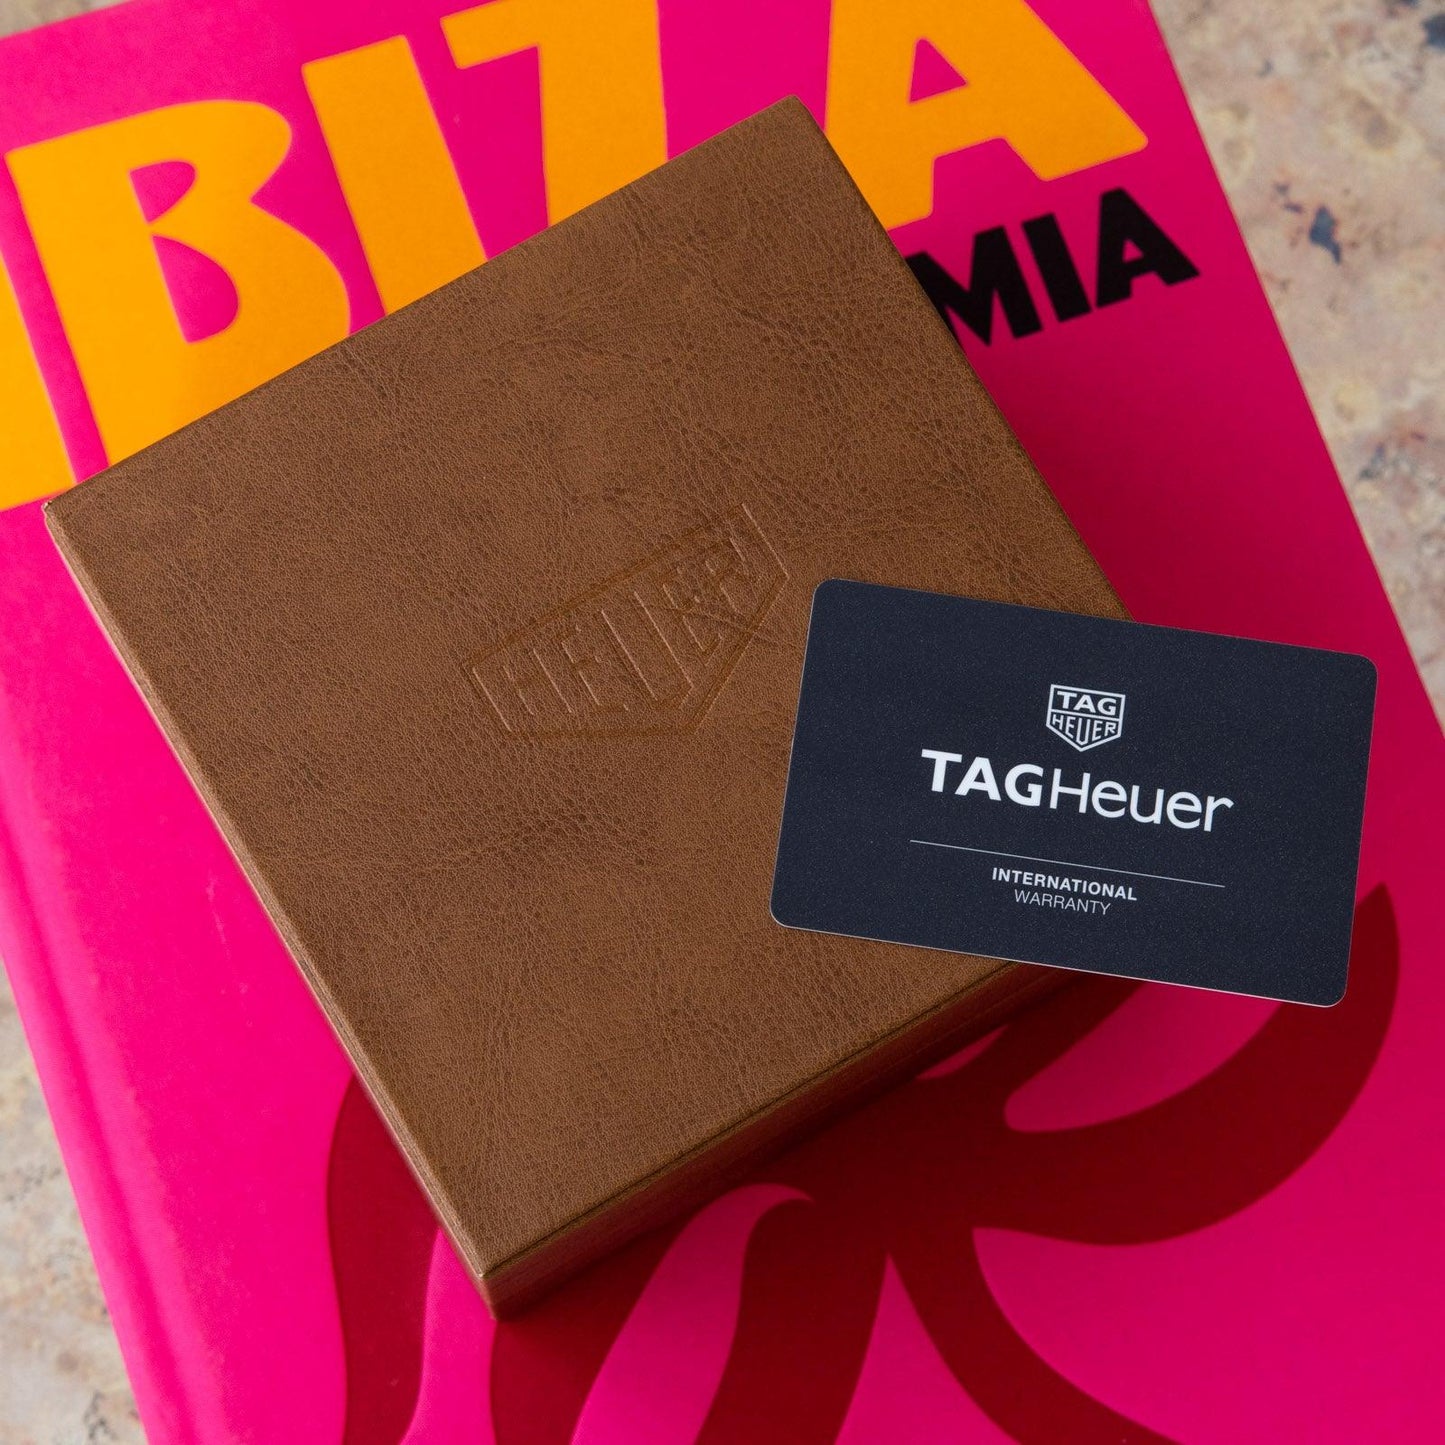 IBIZA
MIA
HEUER
TAG
HEUER
TAGHeuer
INTERNATIONAL
WARRANTY